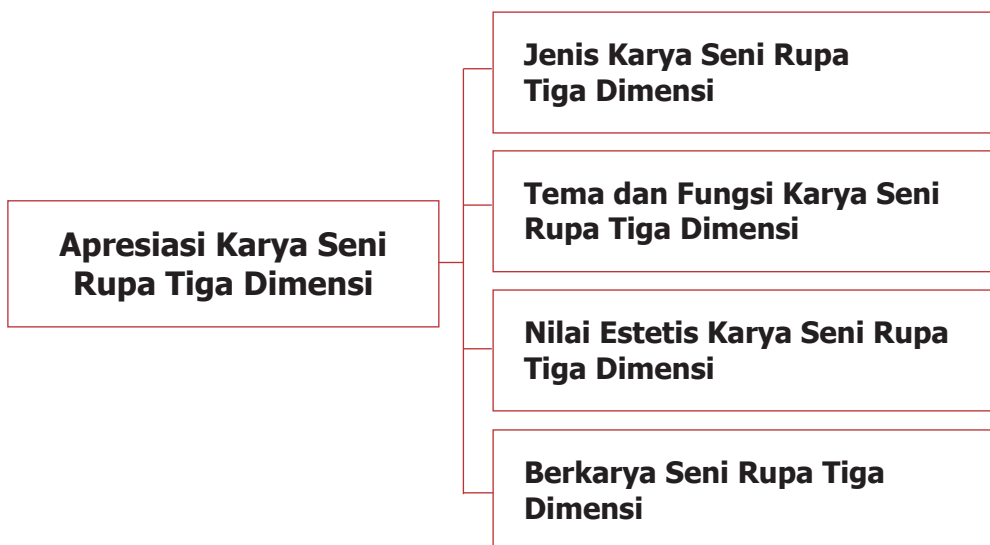 Apresiasi Karya Seni
Rupa Tiga Dimensi
Jenis Karya Seni Rupa
Tiga Dimensi
Tema dan Fungsi Karya Seni
Rupa Tiga Dimensi
Nilai Estetis Karya Seni Rupa
Tiga Dimensi
Berkarya Seni Rupa Tiga
Dimensi